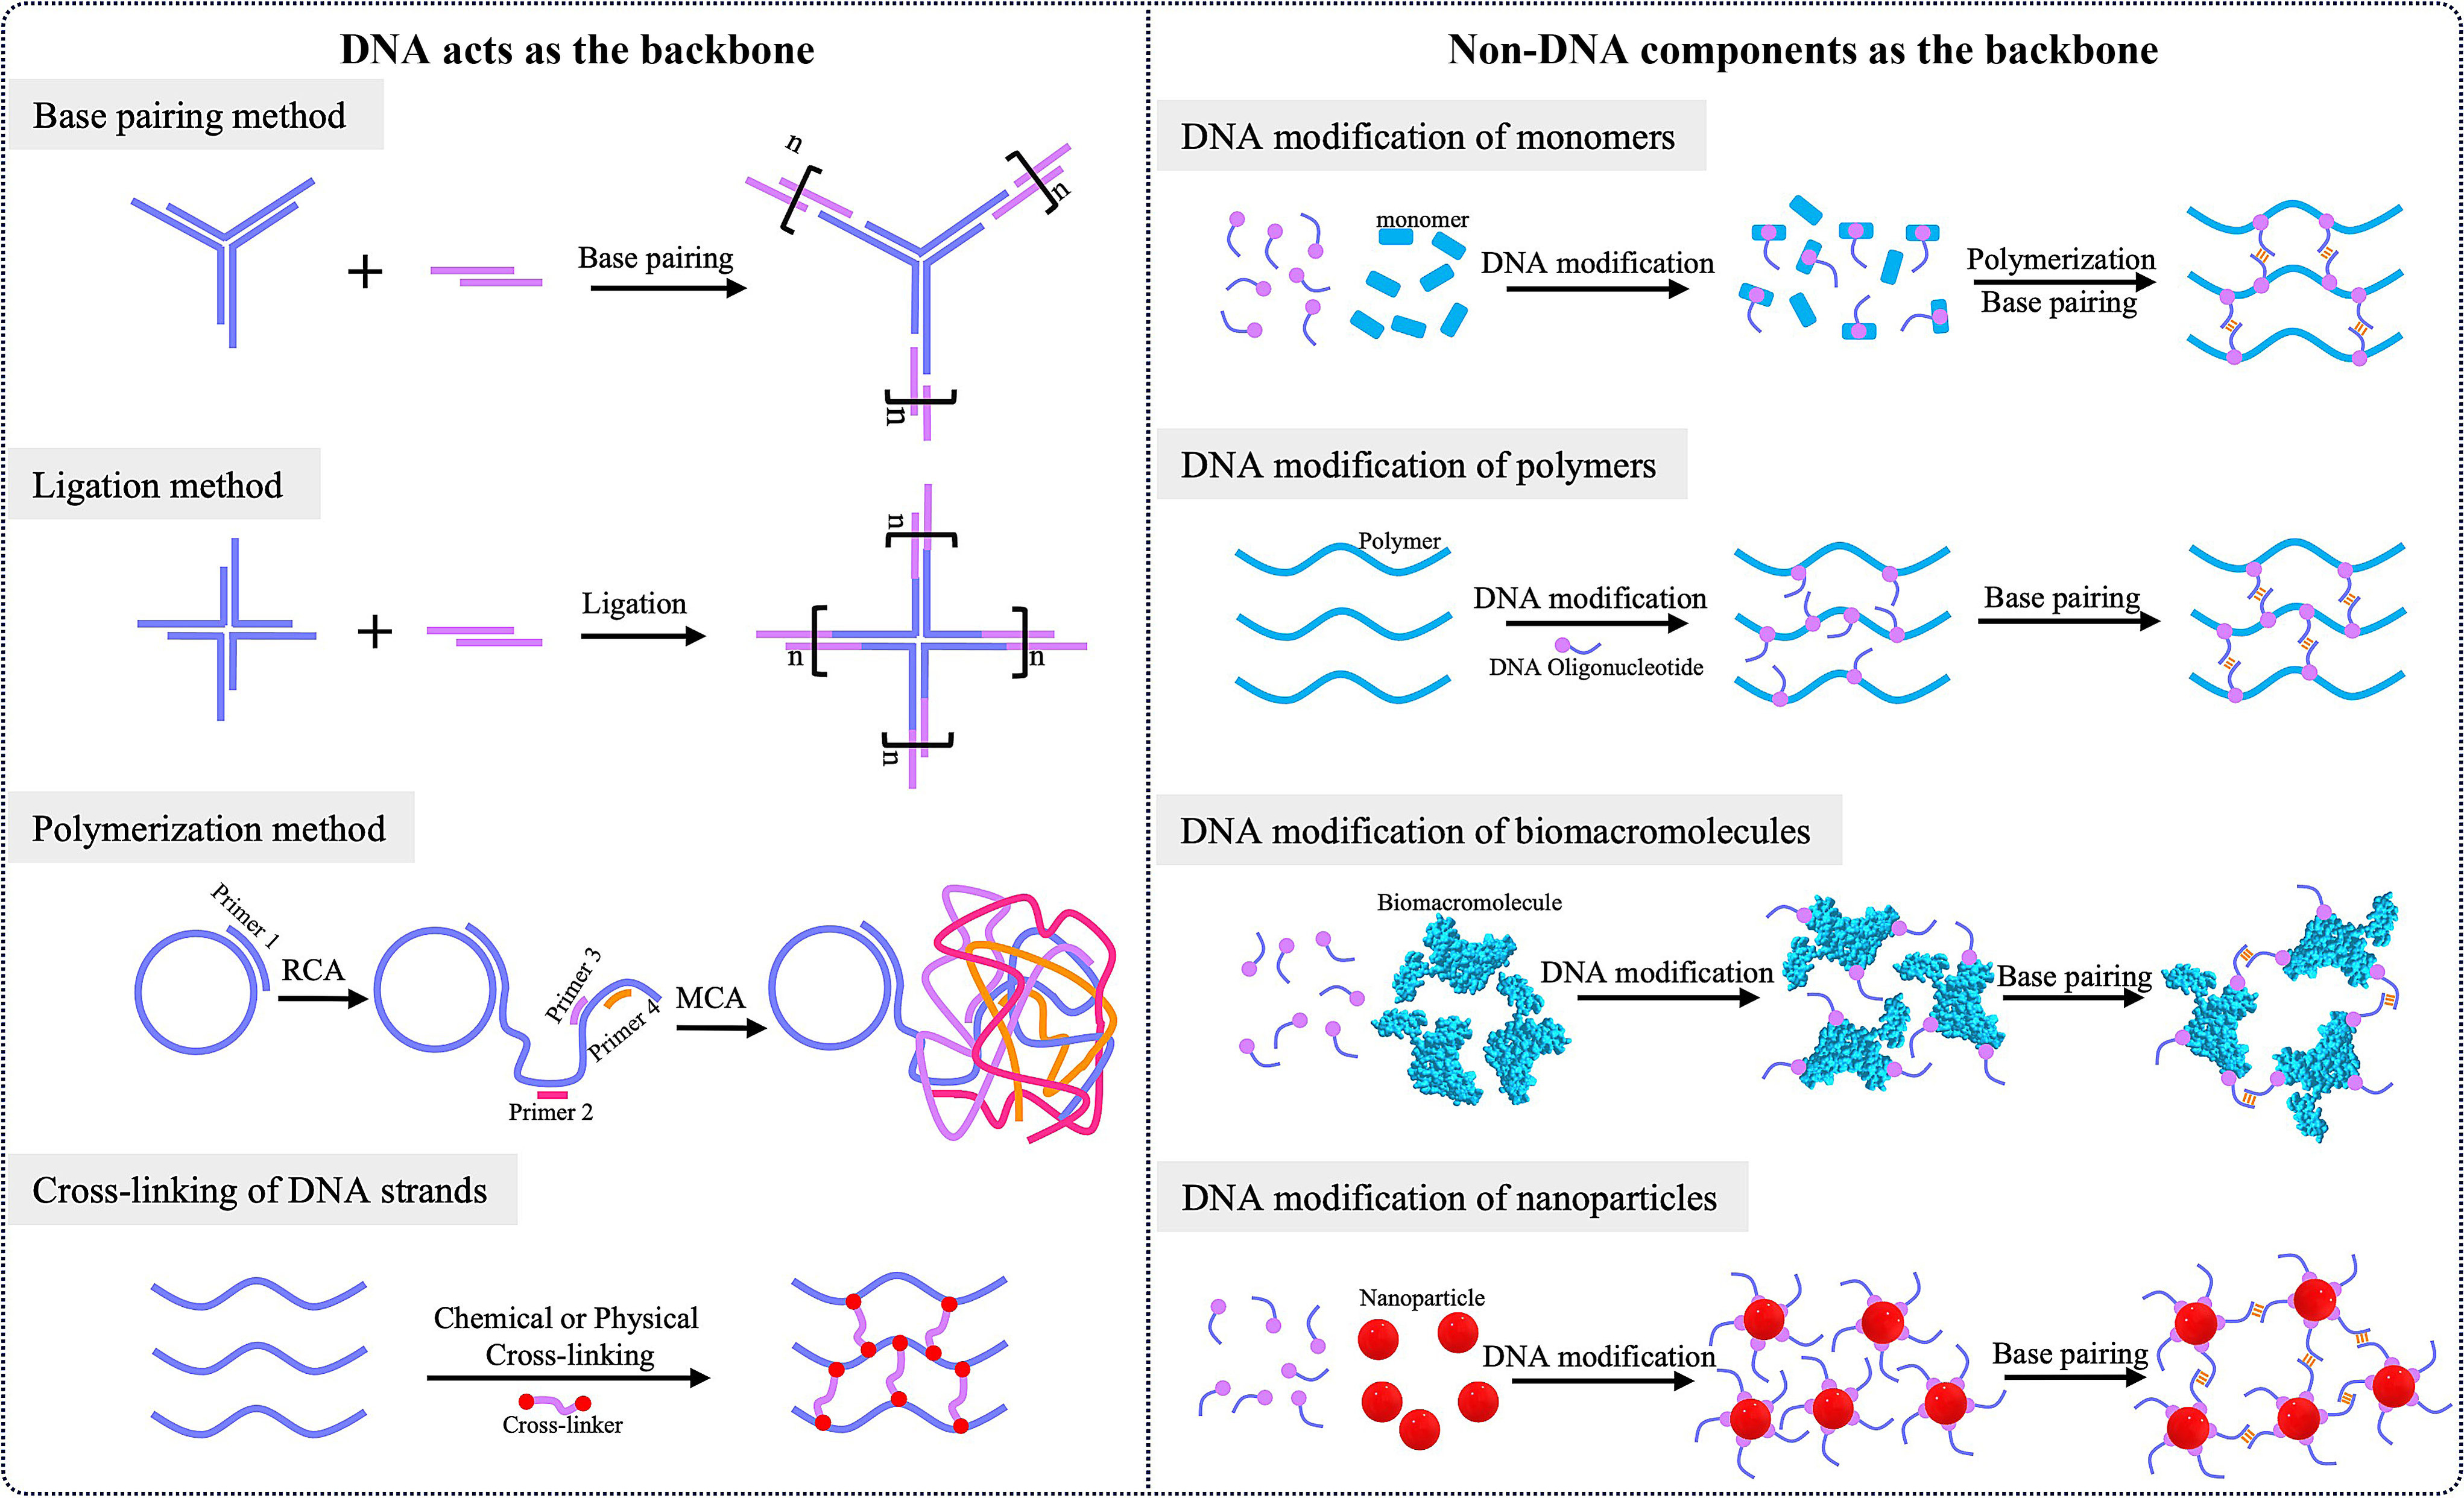 DNA acts as the backbone
Base pairing method
+
Base pairing
n
n
n
Ligation method
+
Ligation
n
n
n
n
Polymerization method
Primer 1
RCA
Primer 3
Primer 4
Primer 2
MCA
Cross-linking of DNA strands
Chemical or Physical
Cross-linking
Cross-linker
Non-DNA components as the backbone
DNA modification of monomers
monomer
DNA modification
Polymerization
Base pairing
DNA modification of polymers
Polymer
DNA modification
DNA Oligonucleotide
Base pairing
DNA modification of biomacromolecules
Biomacromolecule
DNA modification
Base pairing
DNA modification of nanoparticles
Nanoparticle
DNA modification
Base pairing